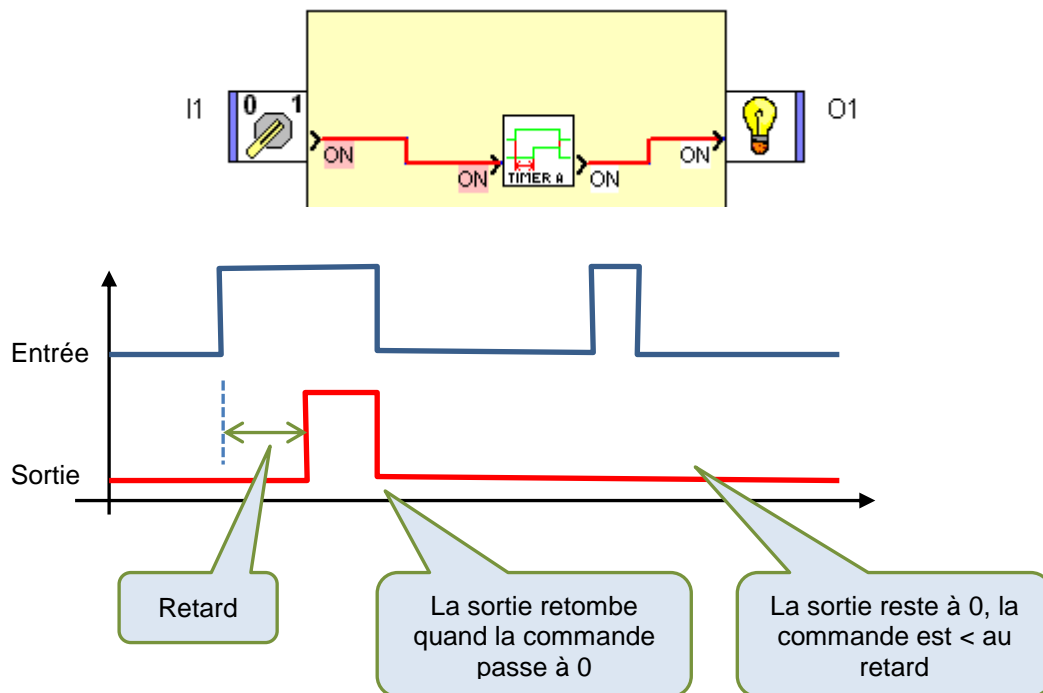 I1
0 1
ON
ON
TIMER A
ON
ON
O1
Entrée
Sortie
Retard
La sortie retombe
quand la commande
passe à 0
La sortie reste à 0, la
commande est < au
retard